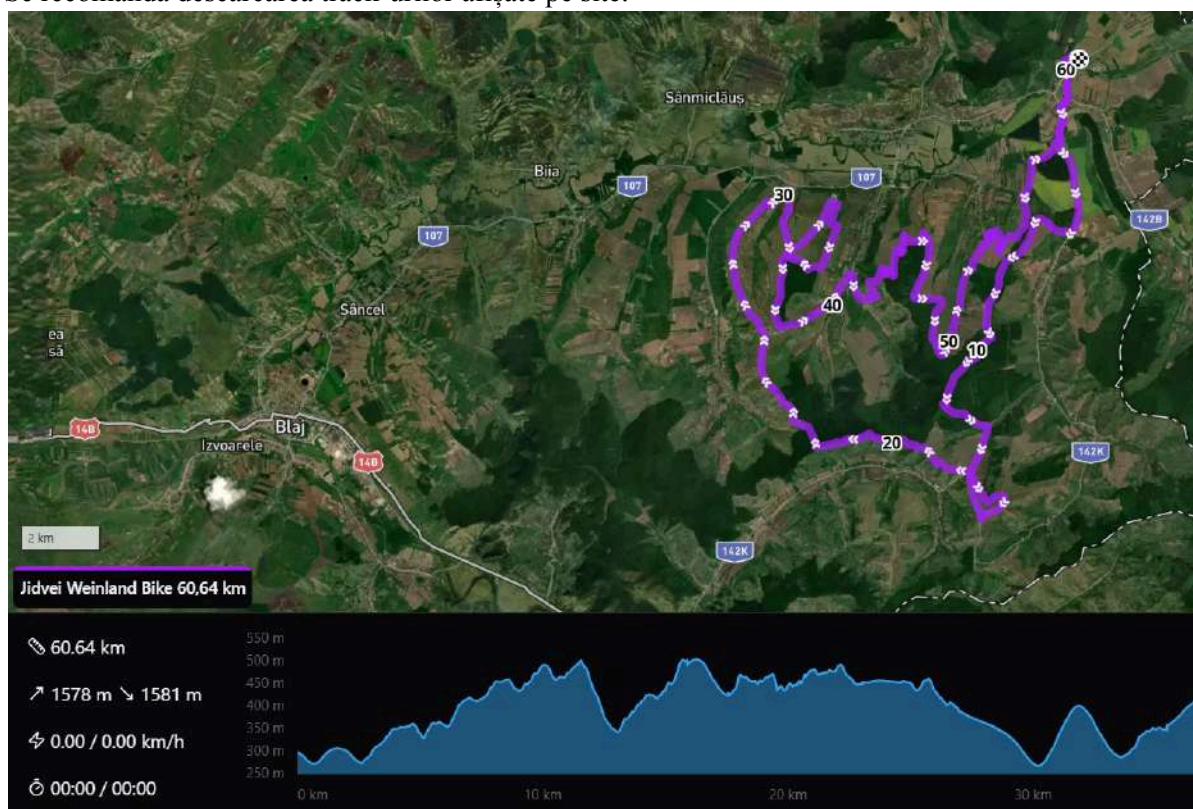 Se recomandă descărcarea track-urilor afișate pe site.
60
Sânmiclăuș
Biia
107
107
30
142B
107
Sâncel
40
ea
să
50
10
14B
Blaj
Izvoarele
20
142K
14B
2 km
142K
Jidvei Weinland Bike 60,64 km
550 m
60.64 km
500 m
450 m
1578 m 1581 m
400 m
350 m
0.00 / 0.00 km/h
300 m
250 m
00:00 / 00:00
0 km
10 km
20 km
30 km